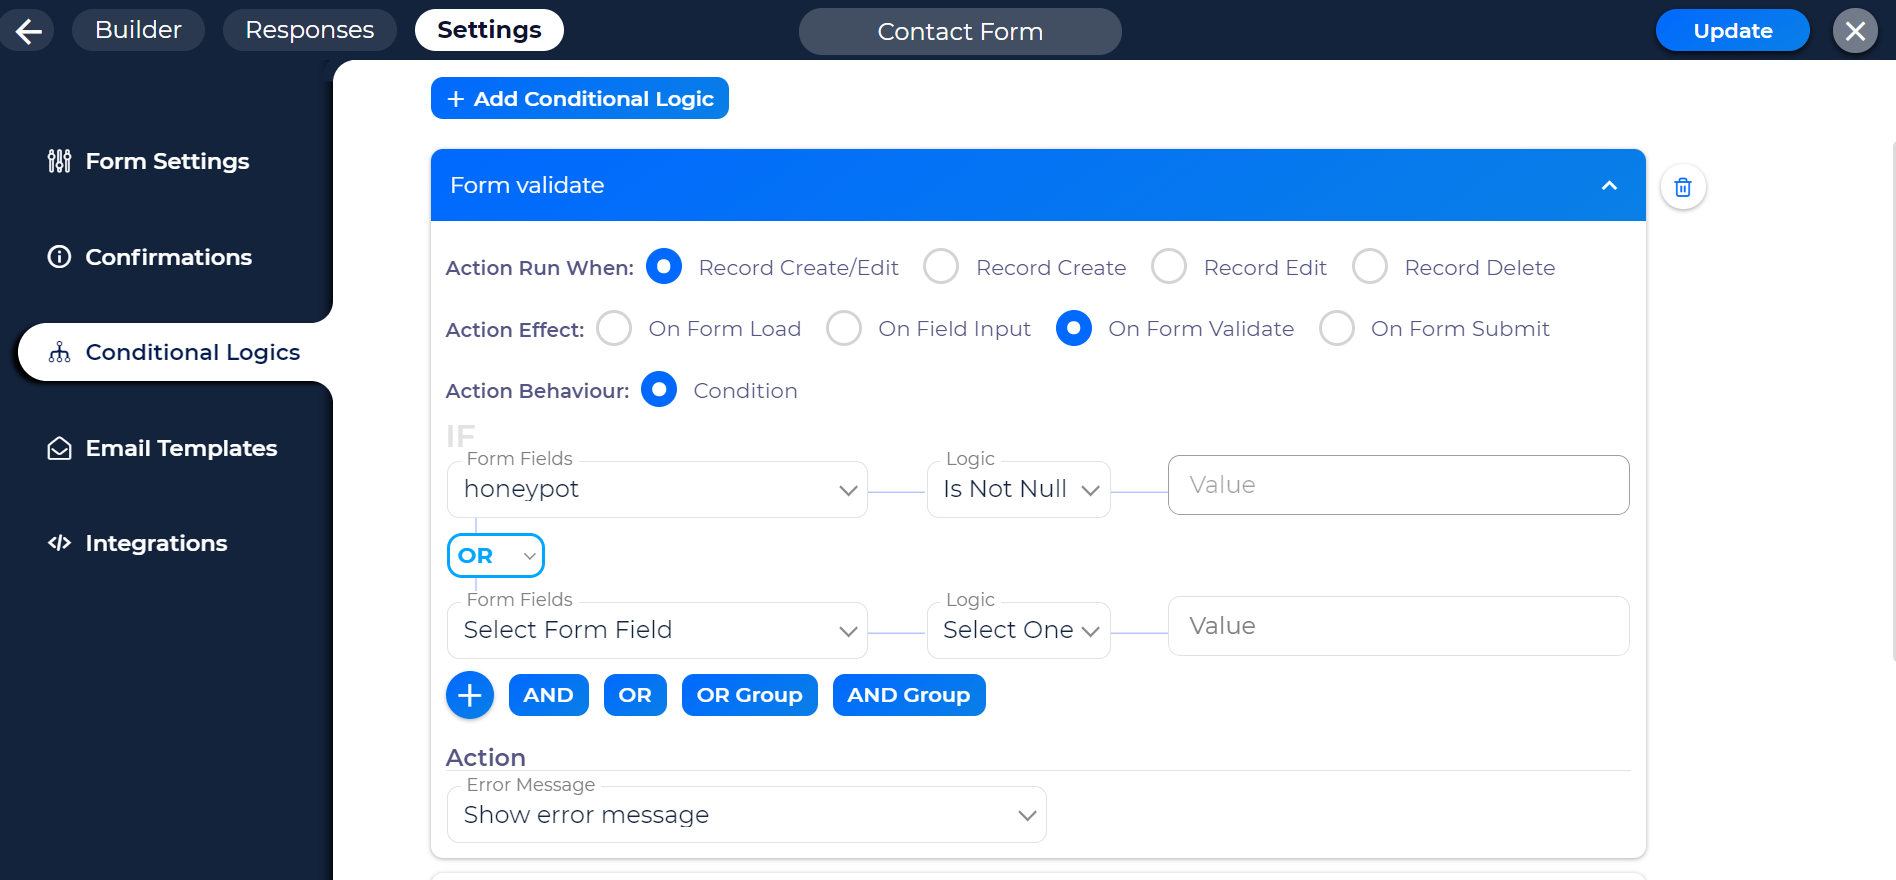 Builder
Responses
Settings
Contact Form
Update
Form Settings
Confirmations
Conditional Logics
Email Templates
Integrations
Add Conditional Logic
Form validate
Action Run When: Record Create/Edit Record Create Record Edit Record Delete
Action Effect: On Form Load On Field Input On Form Validate On Form Submit
Action Behaviour: Condition
IF
Form Fields
honeypot
Logic
Is Not Null
Value
OR
Form Fields
Select Form Field
Logic
Select One
Value
AND
OR
OR Group
AND Group
Action
Error Message
Show error message